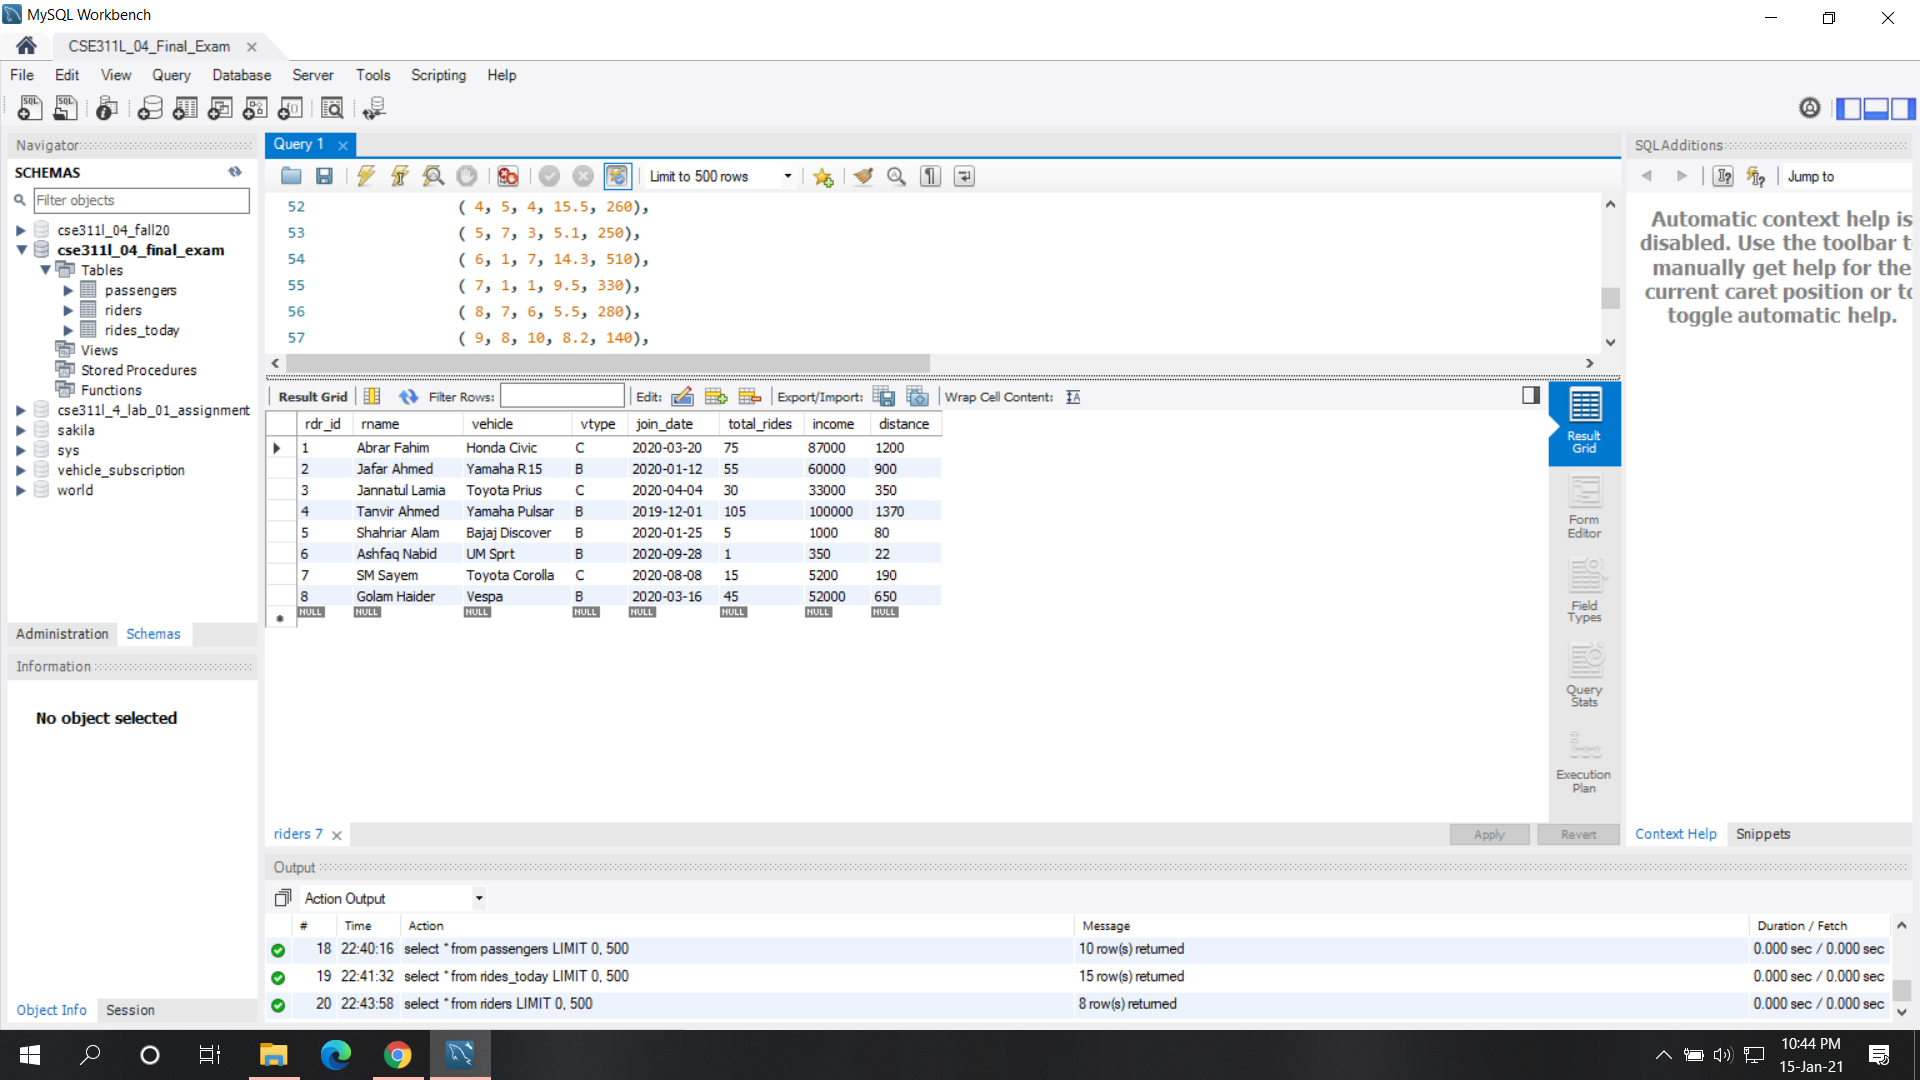 MySQL Workbench
CSE311L_04_Final_Exam
File Edit View Query Database Server Tools Scripting Help
Navigator
SCHEMAS
Filter objects
cse311l_04_fall20
cse311l_04_final_exam
Tables
passengers
riders
rides_today
Views
Stored Procedures
Functions
cse311l_4_lab_01_assignment
sakila
sys
vehicle_subscription
world
Administration Schemas
Information
No object selected
Object Info Session
Query 1
Limit to 500 rows
52 ( 4, 5, 4, 15.5, 260),
53 ( 5, 7, 3, 5.1, 250),
54 ( 6, 1, 7, 14.3, 510),
55 ( 7, 1, 1, 9.5, 330),
56 ( 8, 7, 6, 5.5, 280),
57 ( 9, 8, 10, 8.2, 140),
Result Grid Filter Rows: Edit: Export/Import: Wrap Cell Content:
rdr_id rname vehicle vtype join_date total_rides income distance
1 Abrar Fahim Honda Civic C 2020-03-20 75 87000 1200
2 Jafar Ahmed Yamaha R15 B 2020-01-12 55 60000 900
3 Jannatul Lamia Toyota Prius C 2020-04-04 30 33000 350
4 Tanvir Ahmed Yamaha Pulsar B 2019-12-01 105 100000 1370
5 Shahriar Alam Bajaj Discover B 2020-01-25 5 1000 80
6 Ashfaq Nabid UM Sprt B 2020-09-28 1 350 22
7 SM Sayem Toyota Corolla C 2020-08-08 15 5200 190
8 Golam Haider Vespa B 2020-03-16 45 52000 650
NULL NULL NULL NULL NULL NULL NULL NULL
Result
Grid
Form
Editor
Field
Types
Query
Stats
Execution
Plan
riders 7
Apply Revert
SQLAdditions
Jump to
Automatic context help is
disabled. Use the toolbar t
manually get help for the
current caret position or to
toggle automatic help.
Context Help Snippets
Output
Action Output
# Time Action Message Duration / Fetch
18 22:40:16 select * from passengers LIMIT 0, 500 10 row(s) returned 0.000 sec / 0.000 sec
19 22:41:32 select * from rides_today LIMIT 0, 500 15 row(s) returned 0.000 sec / 0.000 sec
20 22:43:58 select * from riders LIMIT 0, 500 8 row(s) returned 0.000 sec / 0.000 sec
10:44 PM
15-Jan-21